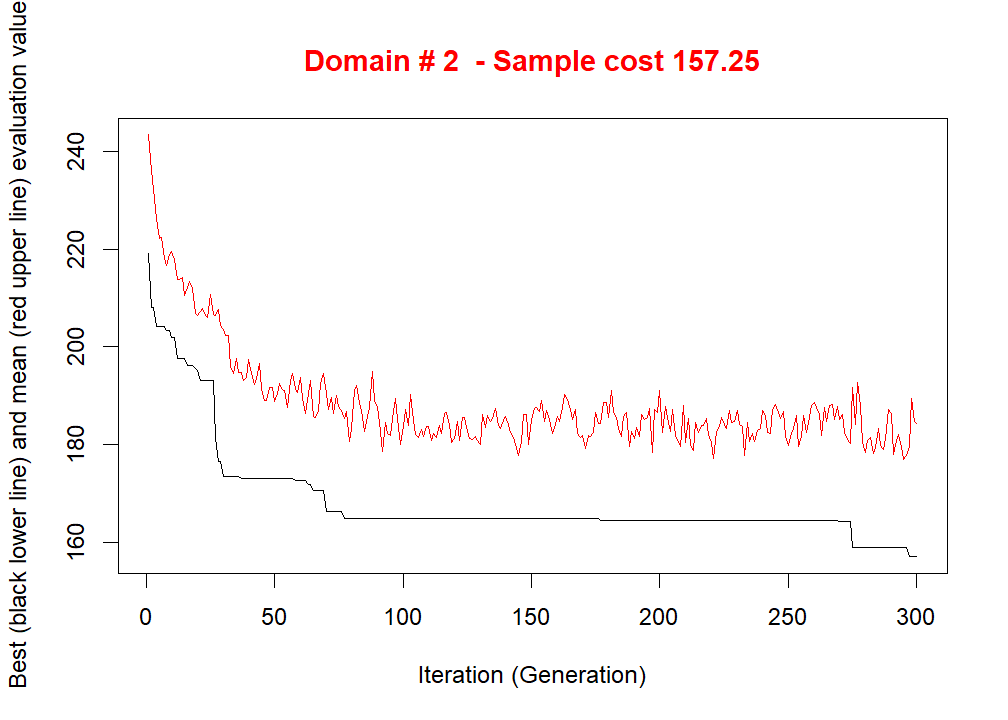 Domain # 2  - Sample cost 157.25
Best (black lower line) and mean (red upper line) evaluation value
240
220
200
180
160
0 50 100 150 200 250 300
Iteration (Generation)